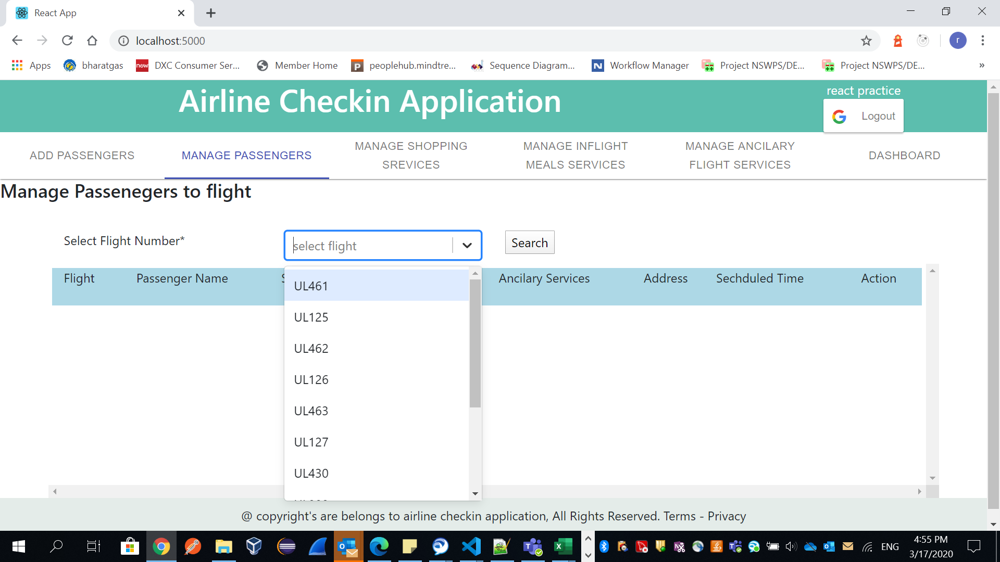 React App
localhost:5000
Apps bharatgas DXC Consumer Ser... Member Home peoplehub.mindtre... Sequence Diagram... Workflow Manager Project NSWPS/DE... Project NSWPS/DE... »
now
r
Airline Checkin Application
react practice
Logout
ADD PASSENGERS
MANAGE PASSENGERS
MANAGE SHOPPING
SREVICES
MANAGE INFLIGHT
MEALS SERVICES
MANAGE ANCILARY
FLIGHT SERVICES
DASHBOARD
Manage Passenegers to flight
Select Flight Number*
select flight
Search
Flight Passenger Name Ancilary Services Address Sechduled Time Action
UL461
UL125
UL462
UL126
UL463
UL127
UL430
@ copyright's are belongs to airline checkin application, All Rights Reserved. Terms - Privacy
ENG
4:55 PM
3/17/2020